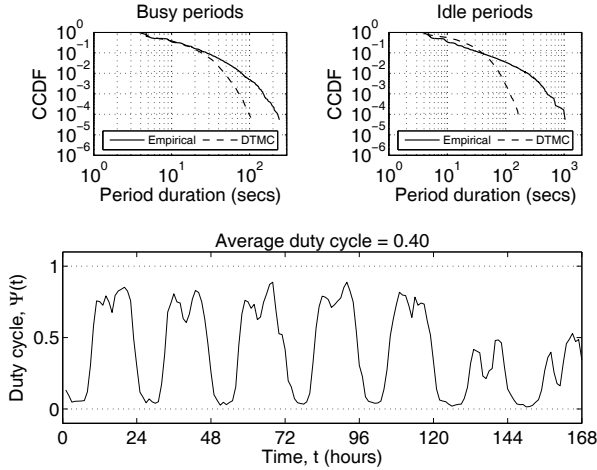 Busy periods
CCDF
10^0
10^-1
10^-2
10^-3
10^-4
10^-5
10^-6
Empirical
DTMC
10^0 10^1 10^2
Period duration (secs)
Idle periods
CCDF
10^0
10^-1
10^-2
10^-3
10^-4
10^-5
10^-6
Empirical
DTMC
10^0 10^1 10^2 10^3
Period duration (secs)
Average duty cycle = 0.40
Duty cycle, Ψ(t)
1
0.5
0
0 24 48 72 96 120 144 168
Time, t (hours)